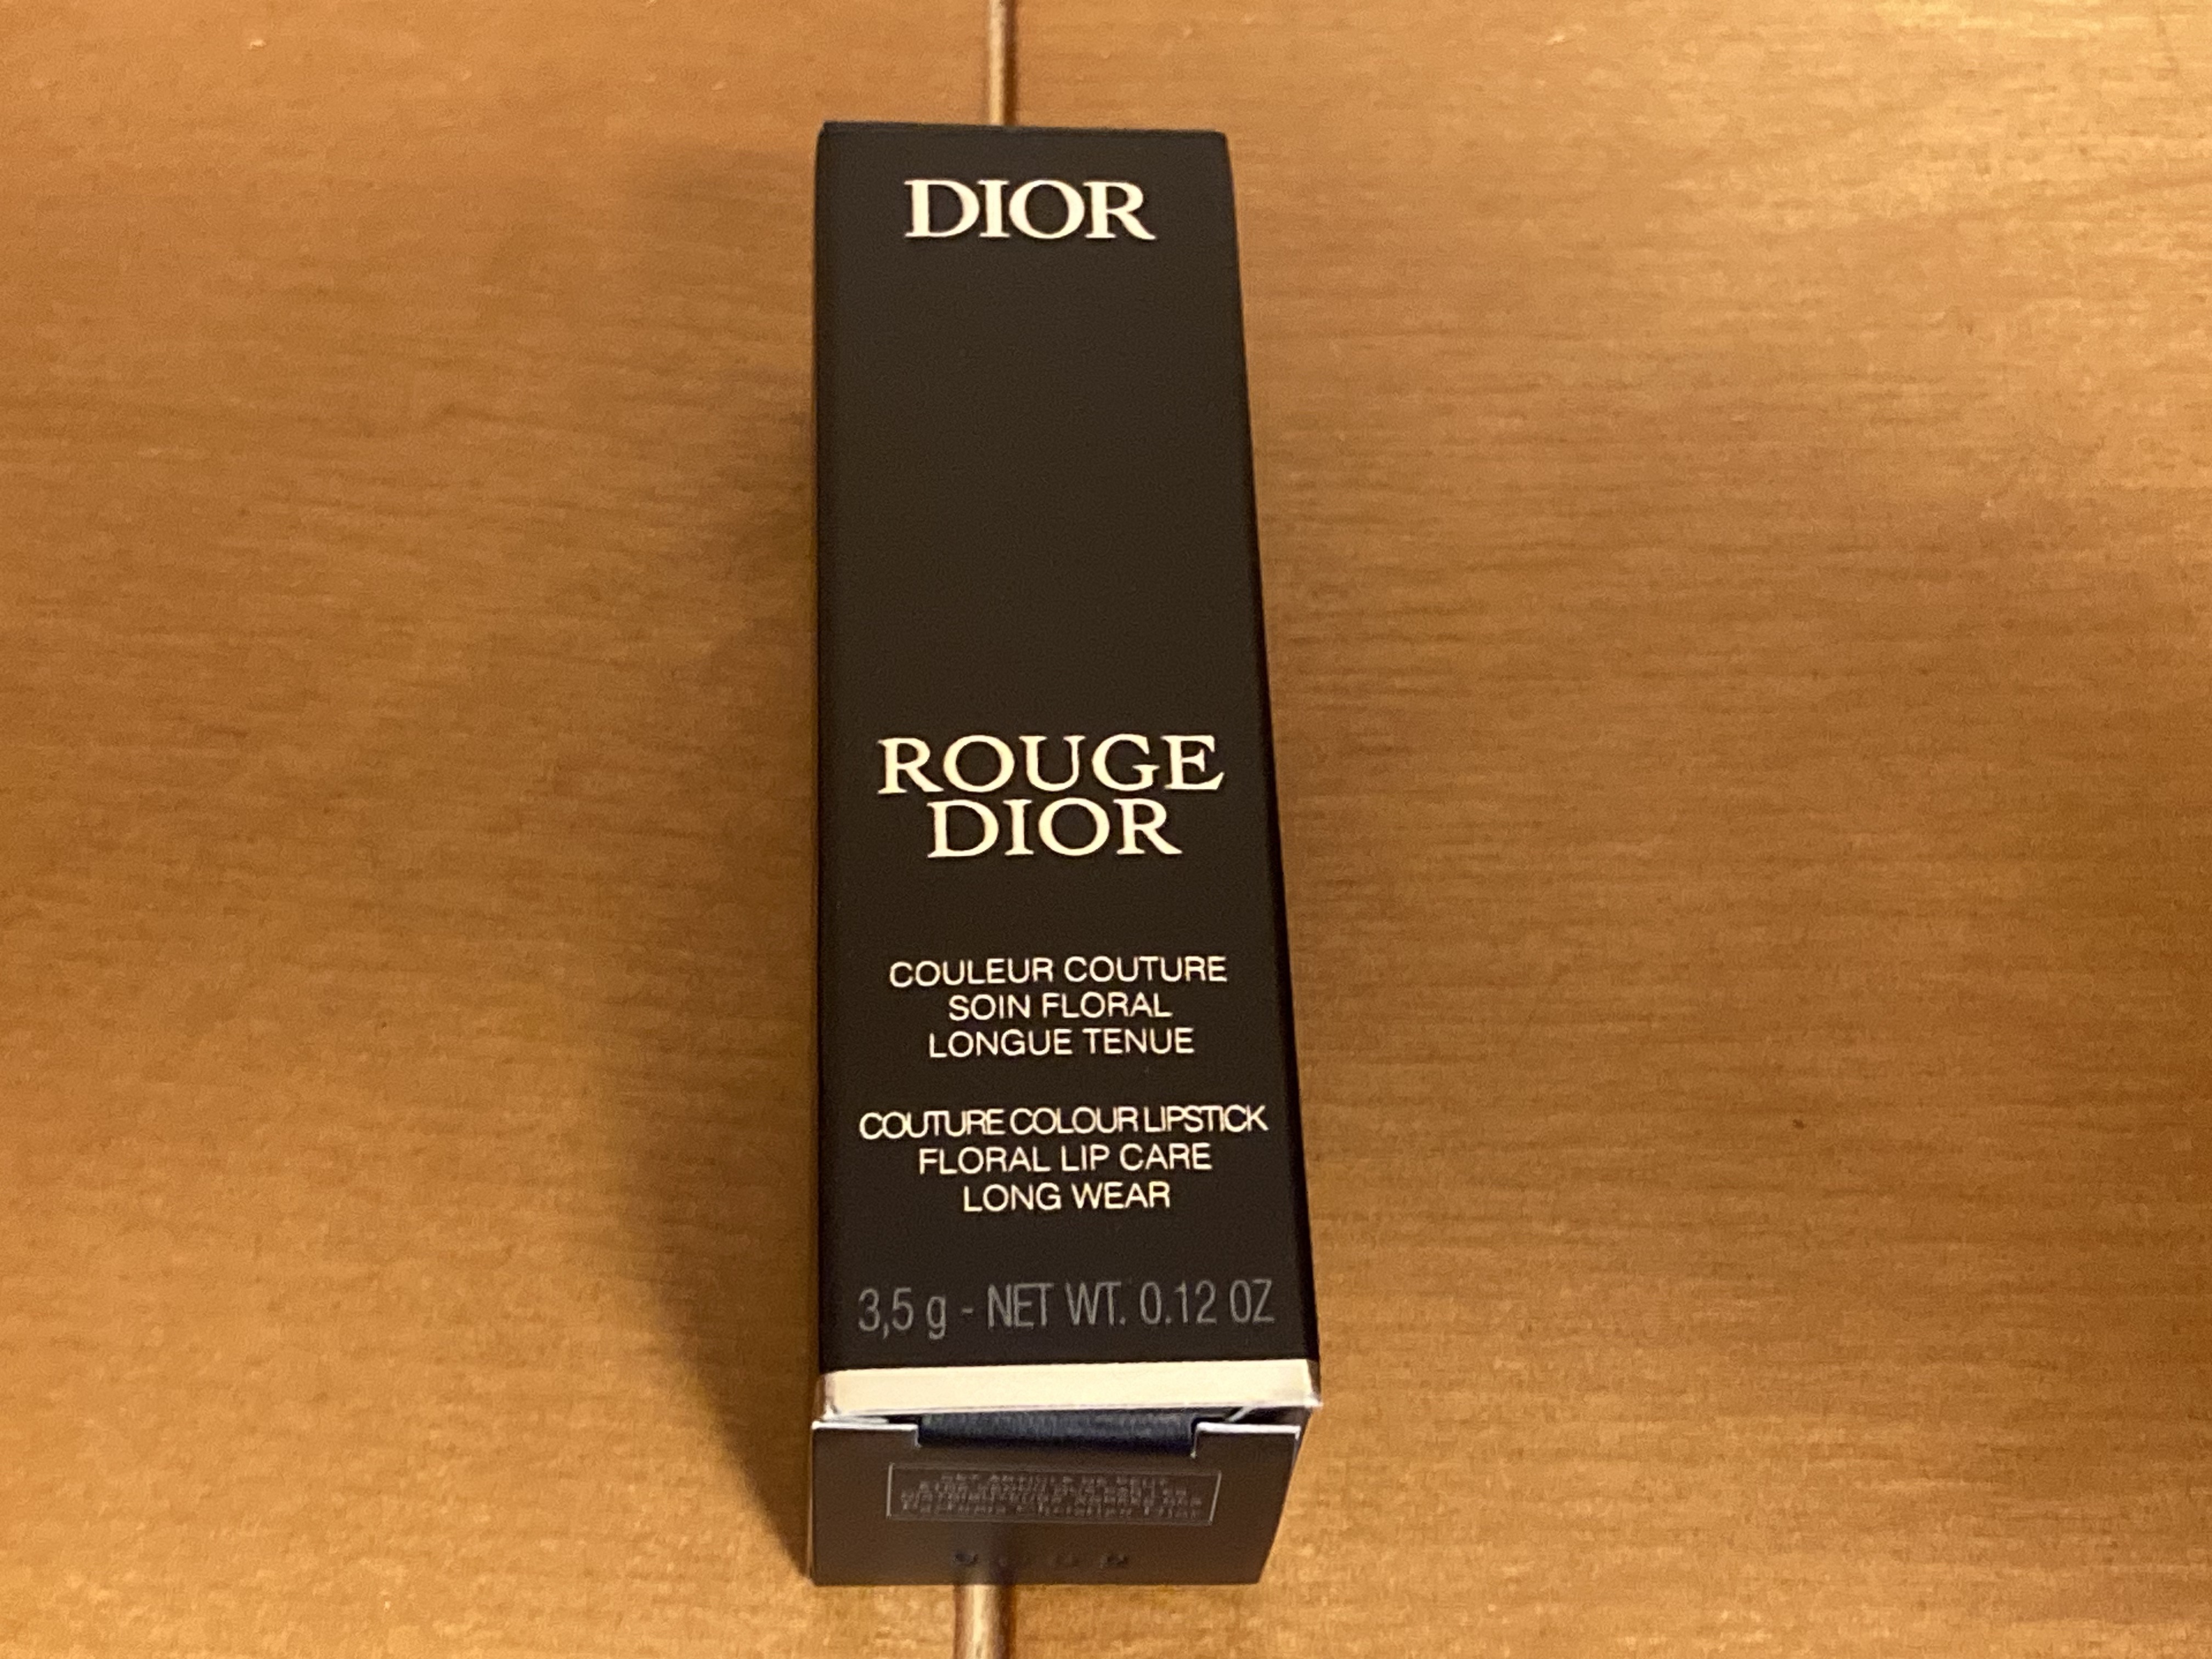 DIOR
ROUGE
DIOR
COULEUR COUTURE
SOIN FLORAL
LONGUE TENUE
COUTURE COLOUR LIPSTICK
FLORAL LIP CARE
LONG WEAR
3,5 g - NET WT. 0.12 OZ